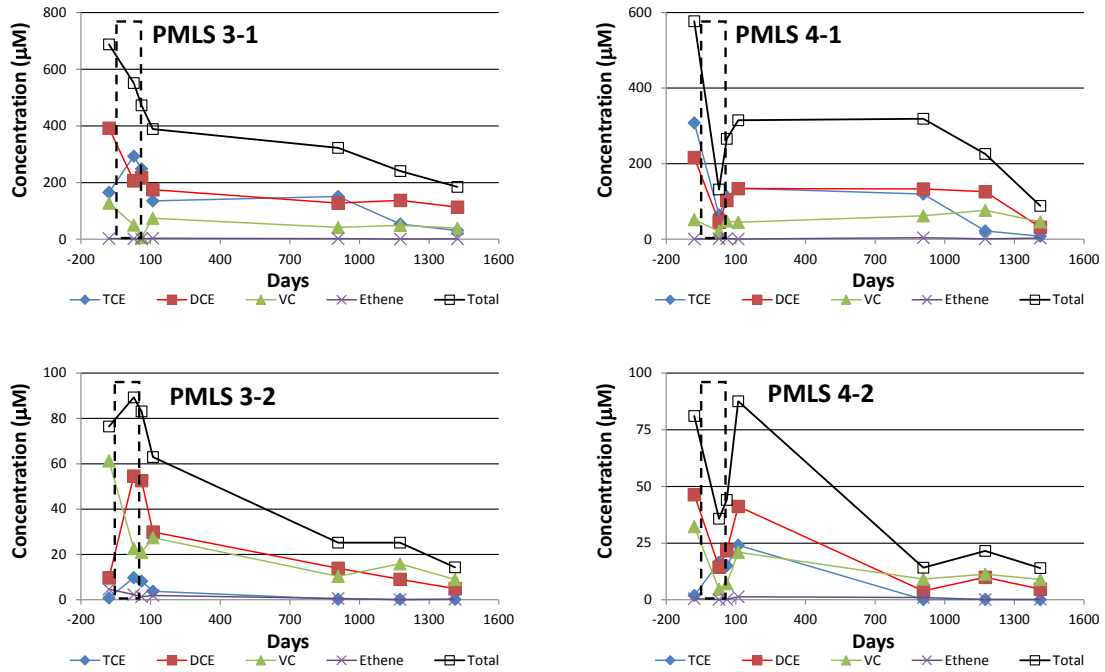 PMLS 3-1
Concentration (µM)
800
600
400
200
0
-200 100 400 700 1000 1300 1600
Days
TCE DCE VC Ethene Total
PMLS 4-1
Concentration (µM)
600
400
200
0
-200 100 400 700 1000 1300 1600
Days
TCE DCE VC Ethene Total
PMLS 3-2
Concentration (µM)
100
80
60
40
20
0
-200 100 400 700 1000 1300 1600
Days
TCE DCE VC Ethene Total
PMLS 4-2
Concentration (µM)
100
75
50
25
0
-200 100 400 700 1000 1300 1600
Days
TCE DCE VC Ethene Total